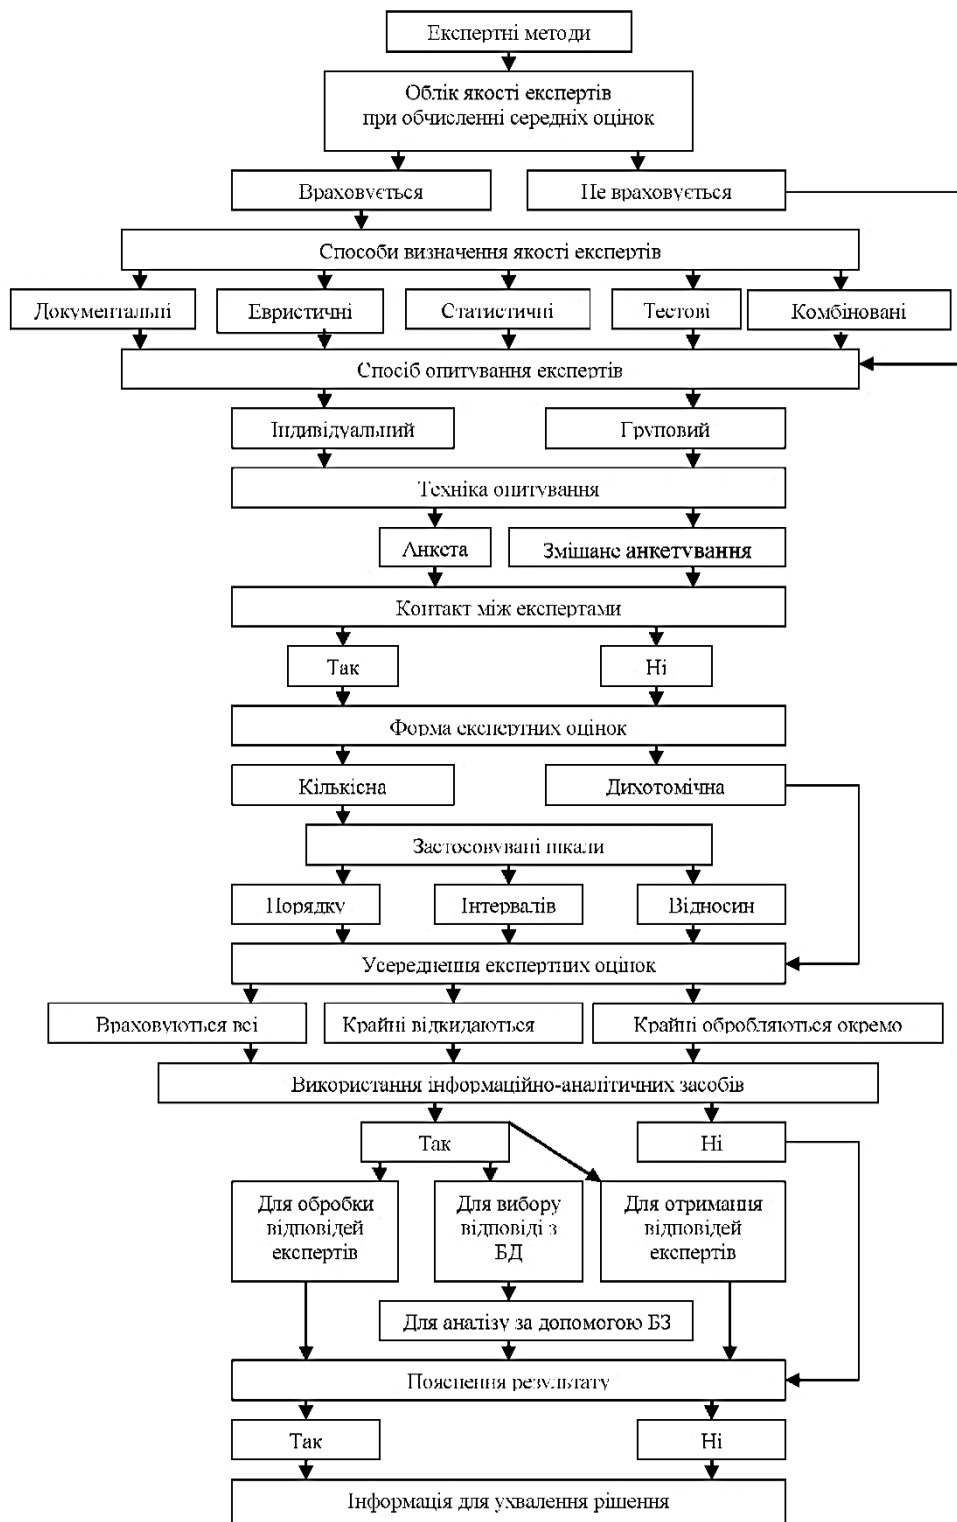 Експертні методи
Облік якості експертів
при обчисленні середніх оцінок
Враховується
Не враховується
Способи визначення якості експертів
Документальні
Евристичні
Статистичні
Тестові
Комбіновані
Спосіб опитування експертів
Індивідуальний
Груповий
Техніка опитування
Анкета
Змішане анкетування
Контакт між експертами
Так
Ні
Форма експертних оцінок
Кількісна
Дихотомічна
Застосовувані шкали
Порядку
Інтервалів
Відносин
Усереднення експертних оцінок
Враховуються всі
Крайні відкидаються
Крайні обробляються окремо
Використання інформаційно-аналітичних засобів
Так
Ні
Для обробки
відповідей
експертів
Для вибору
відповіді з
БД
Для отримання
відповідей
експертів
Для аналізу за допомогою БЗ
Пояснення результату
Так
Ні
Інформація для ухвалення рішення